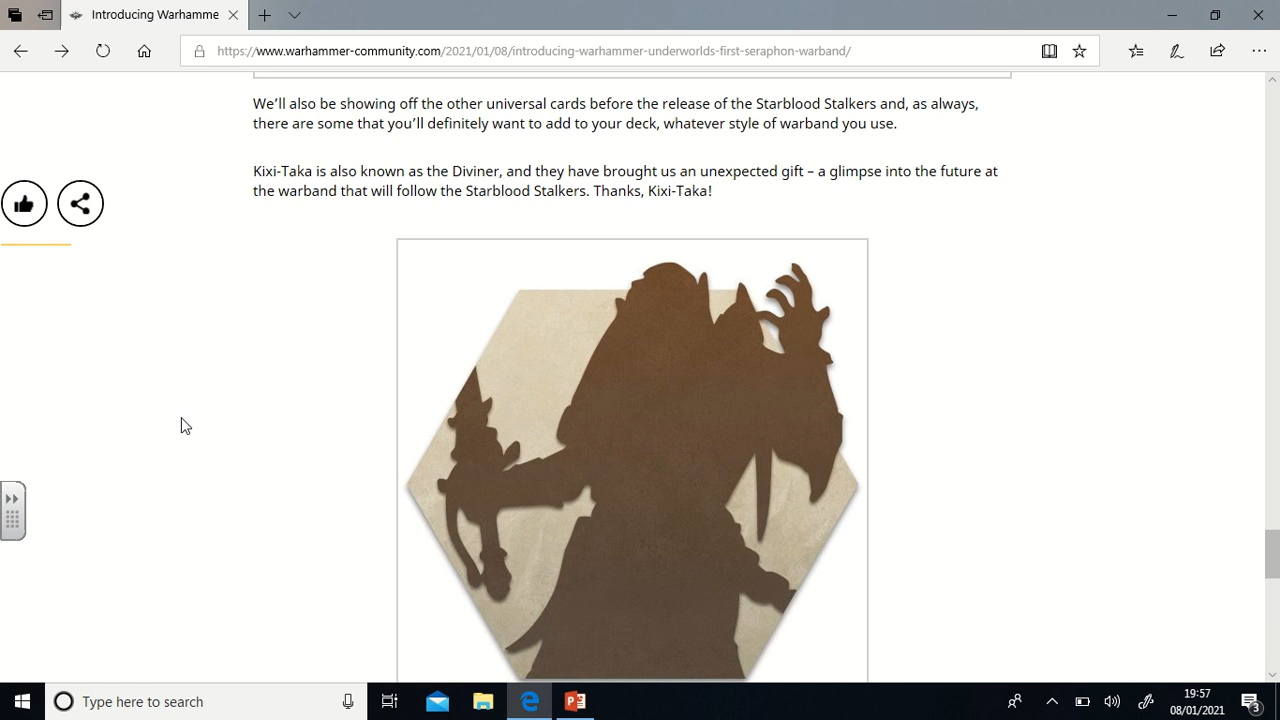 Introducing Warhamme
https://www.warhammer-community.com/2021/01/08/introducing-warhammer-underworlds-first-seraphon-warband/
We'll also be showing off the other universal cards before the release of the Starblood Stalkers and, as always,
there are some that you'll definitely want to add to your deck, whatever style of warband you use.
Kixi-Taka is also known as the Diviner, and they have brought us an unexpected gift – a glimpse into the future at
the warband that will follow the Starblood Stalkers. Thanks, Kixi-Taka!
Type here to search
19:57
08/01/2021
3